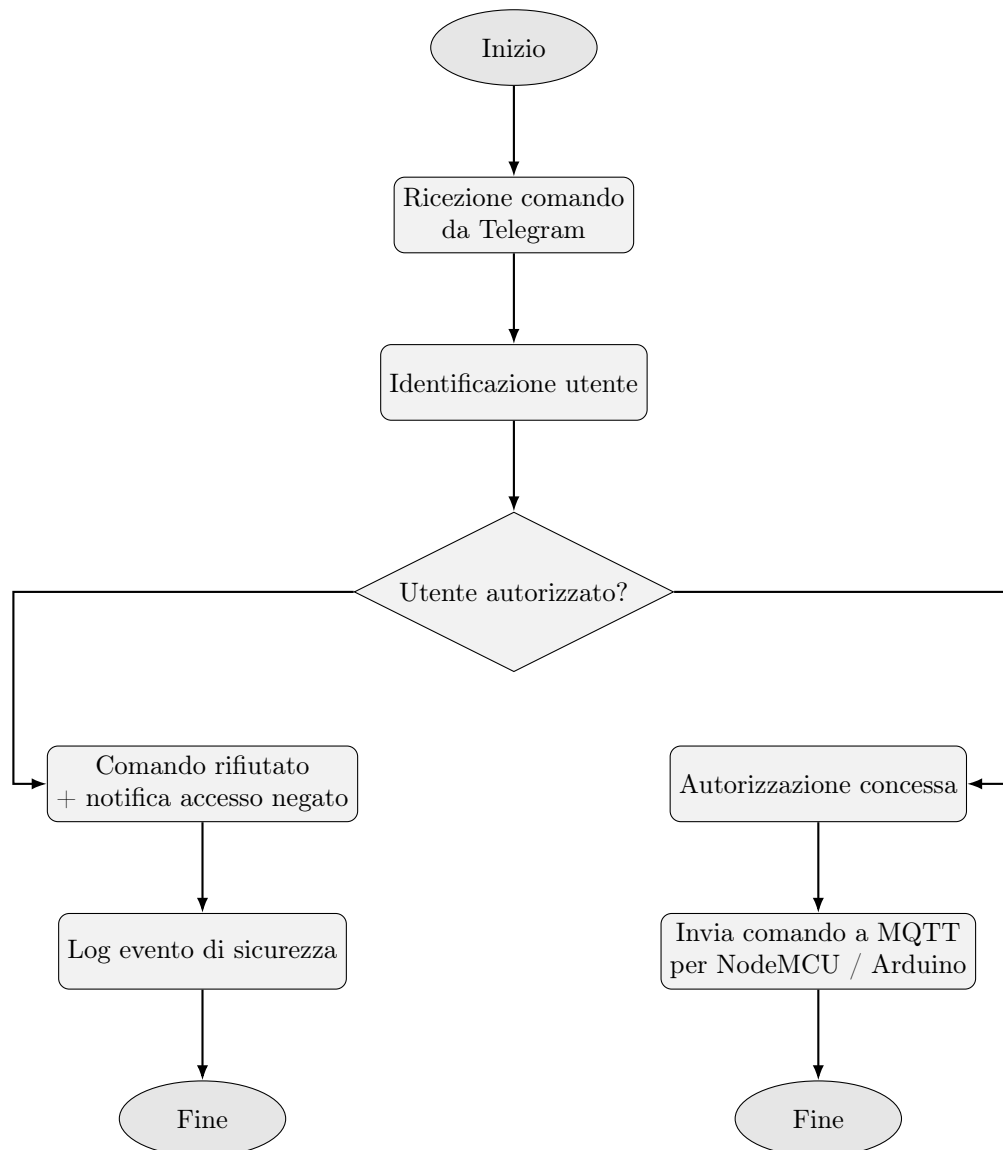 Inizio
Ricezione comando
da Telegram
Identificazione utente
Utente autorizzato?
Comando rifiutato
+ notifica accesso negato
Autorizzazione concessa
Log evento di sicurezza
Invia comando a MQTT
per NodeMCU / Arduino
Fine
Fine